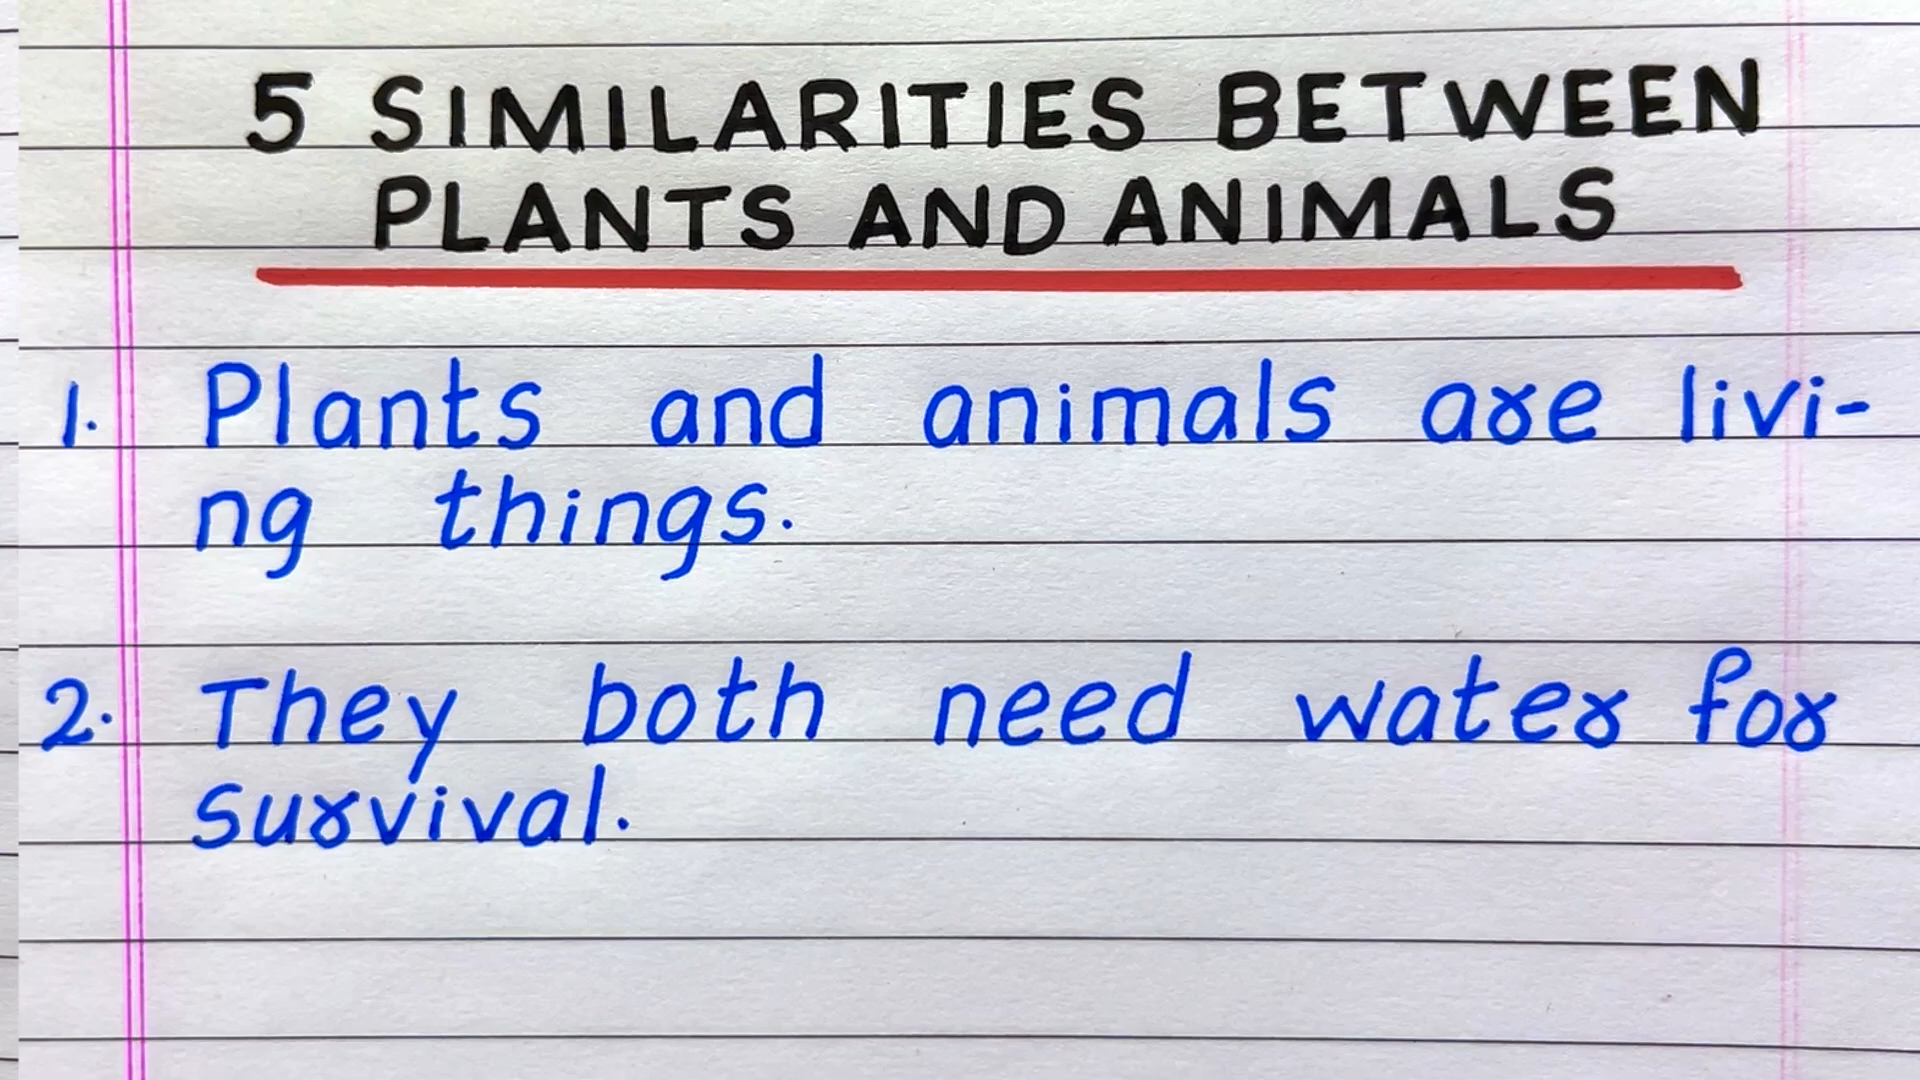 5 SIMILARITIES BETWEEN
PLANTS AND ANIMALS
1. Plants and animals are livi-
ng things.
2. They both need water for
survival.